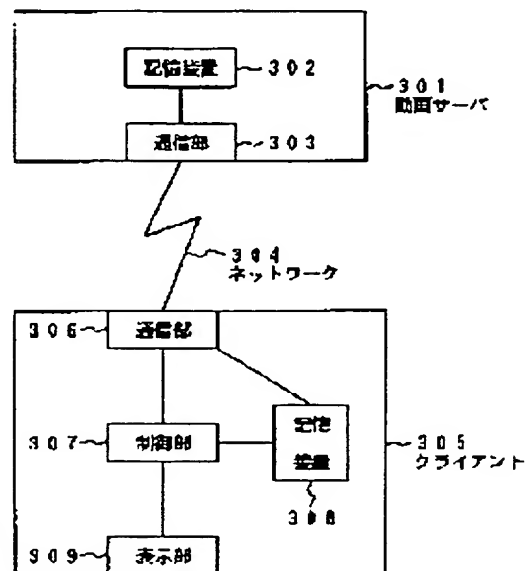 記憶装置 302
301
動画サーバ
通信部 303
304
ネットワーク
306 通信部
307 制御部
記憶
装置
305
クライアント
308
309 表示部